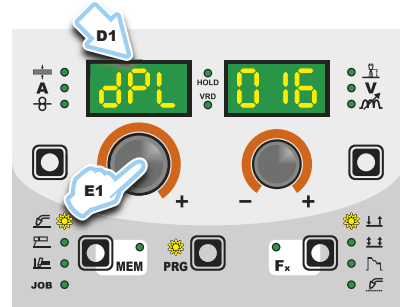 D1
A
dPL
HOLD
VRD
016
V
E1
+
− +
MEM
PRG
Fx
JOB